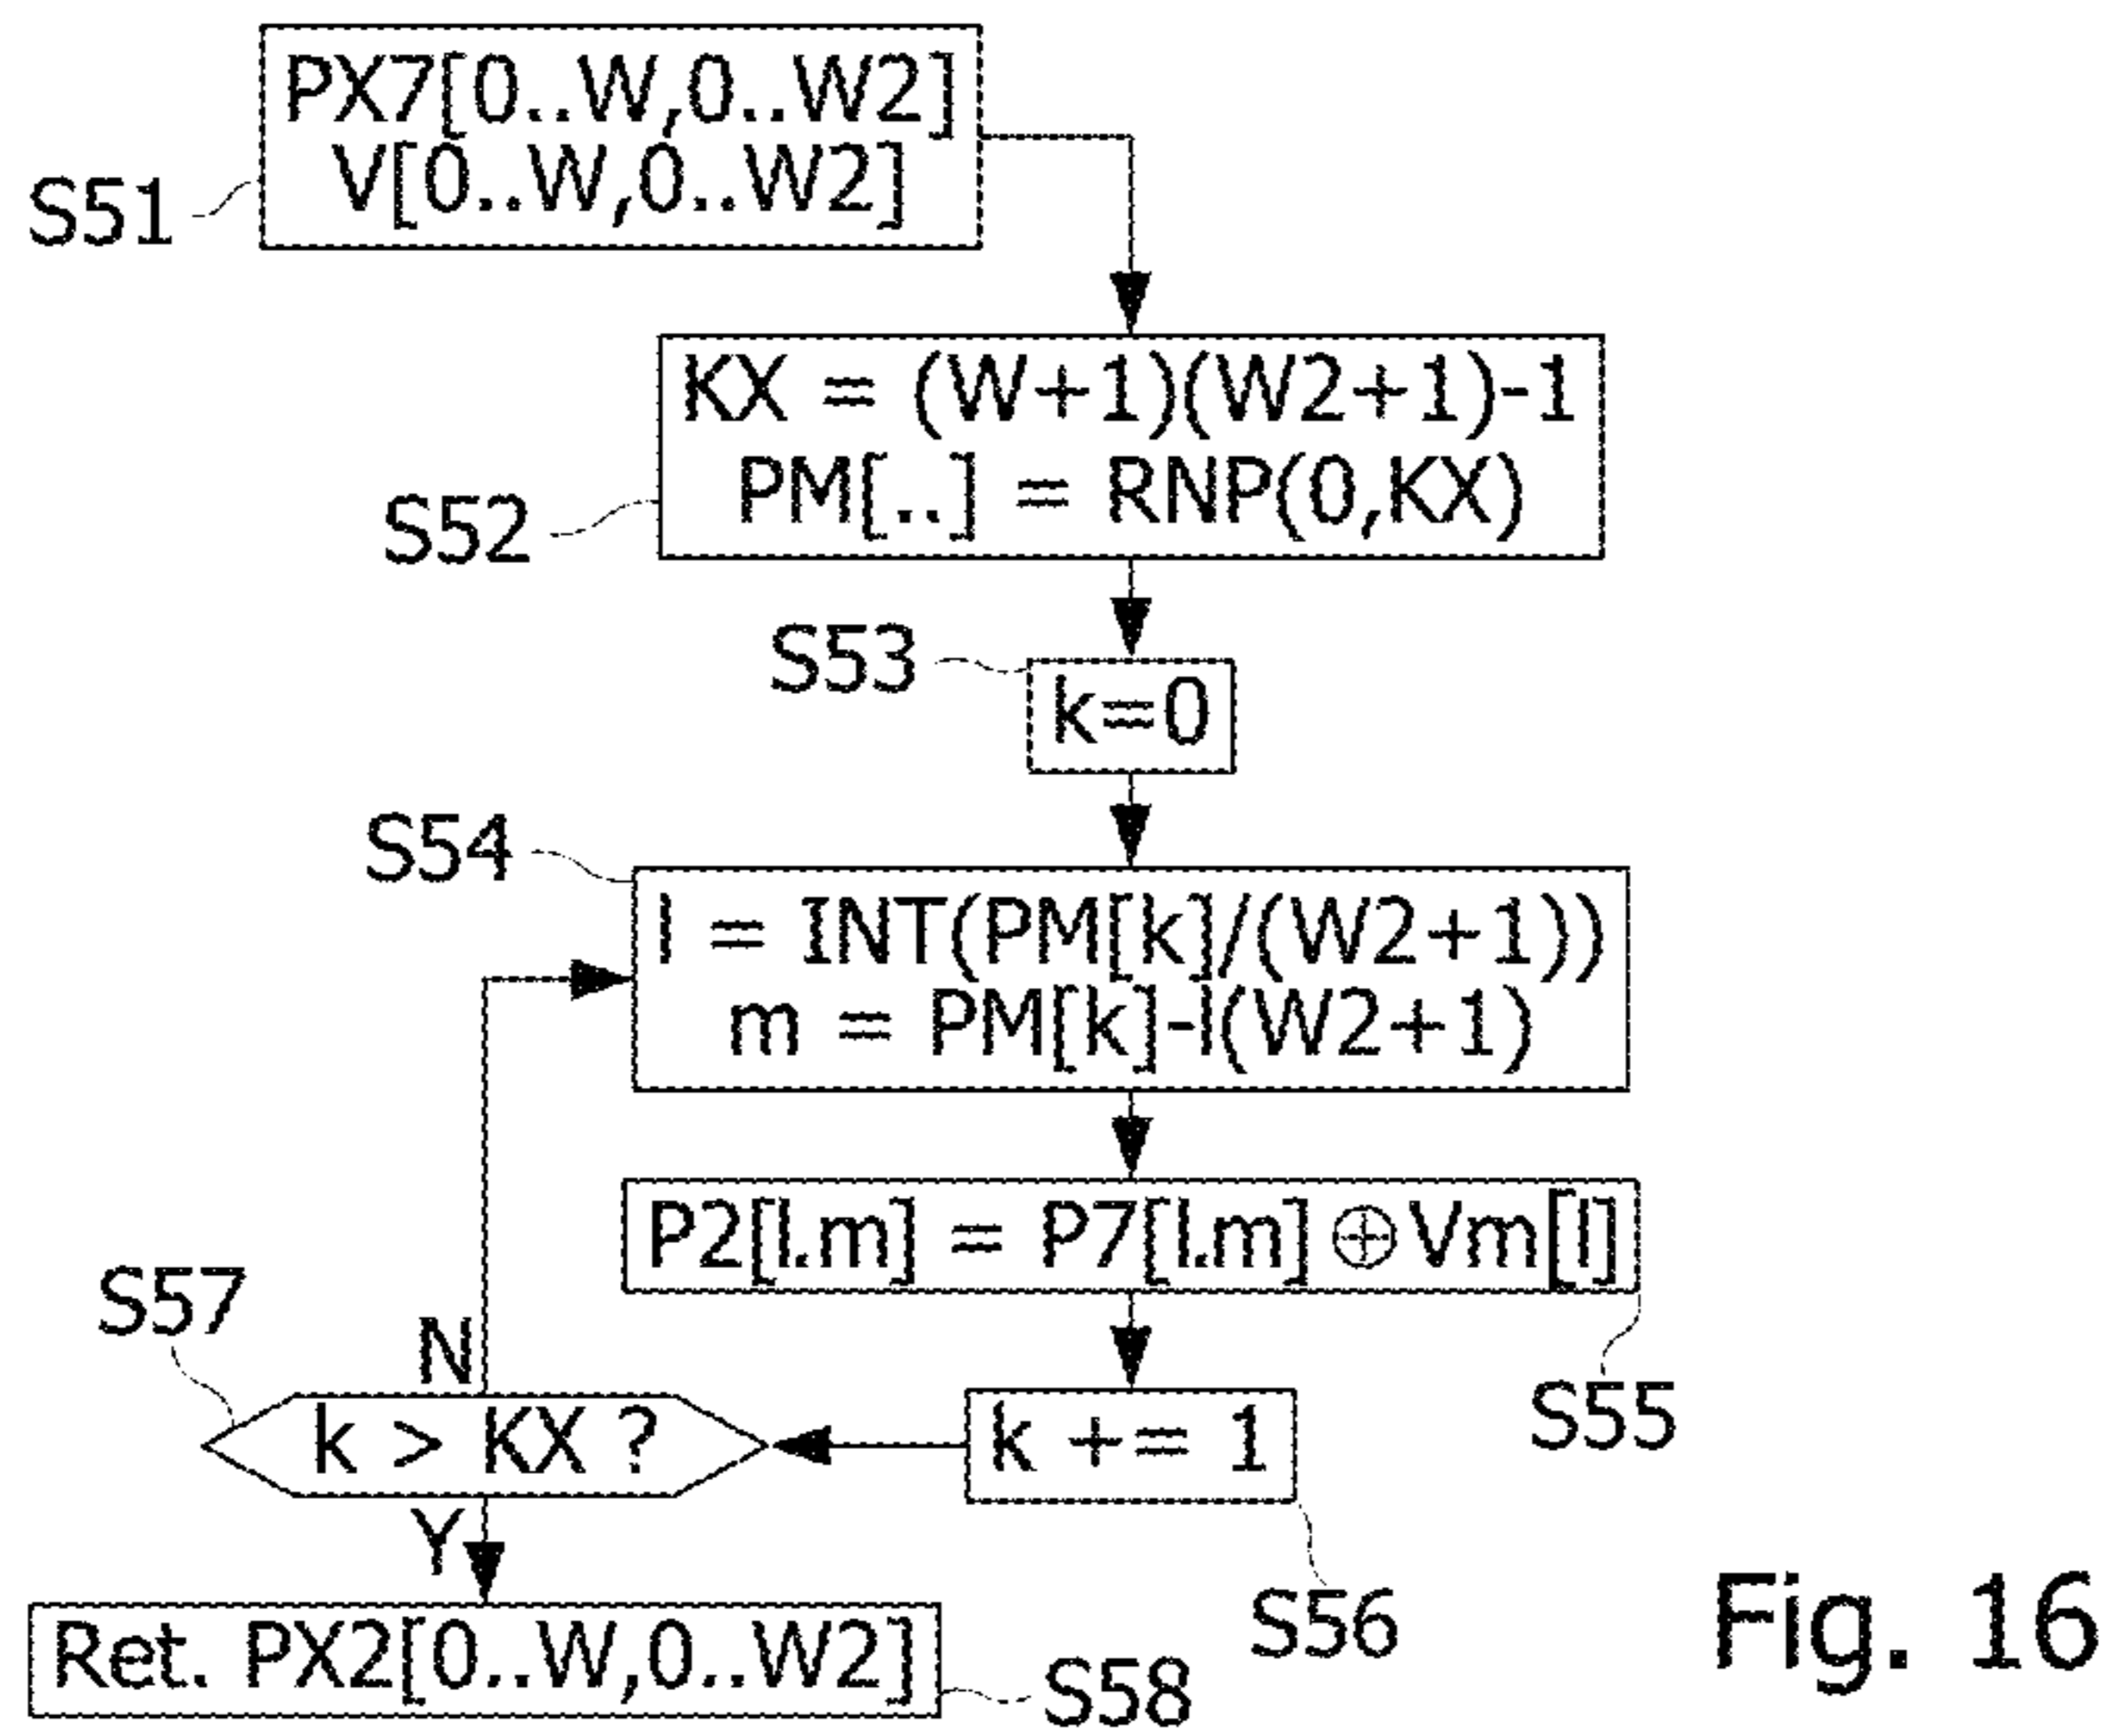 PX7[0..W,0..W2]
V[0..W,0..W2]
S51
KX = (W+1)(W2+1)-1
PM[..] = RNP(0,KX)
S52
S53
k=0
S54
l = INT(PM[k]/(W2+1))
m = PM[k]-l(W2+1)
P2[l.m] = P7[l.m] ⊕ Vm[l]
S55
S57
N
k > KX ?
k += 1
Y
S56
Ret. PX2[0..W,0..W2]
S58
Fig. 16